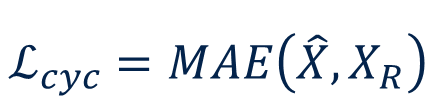 ℒ_cyc = MAE(X̂, X_R)